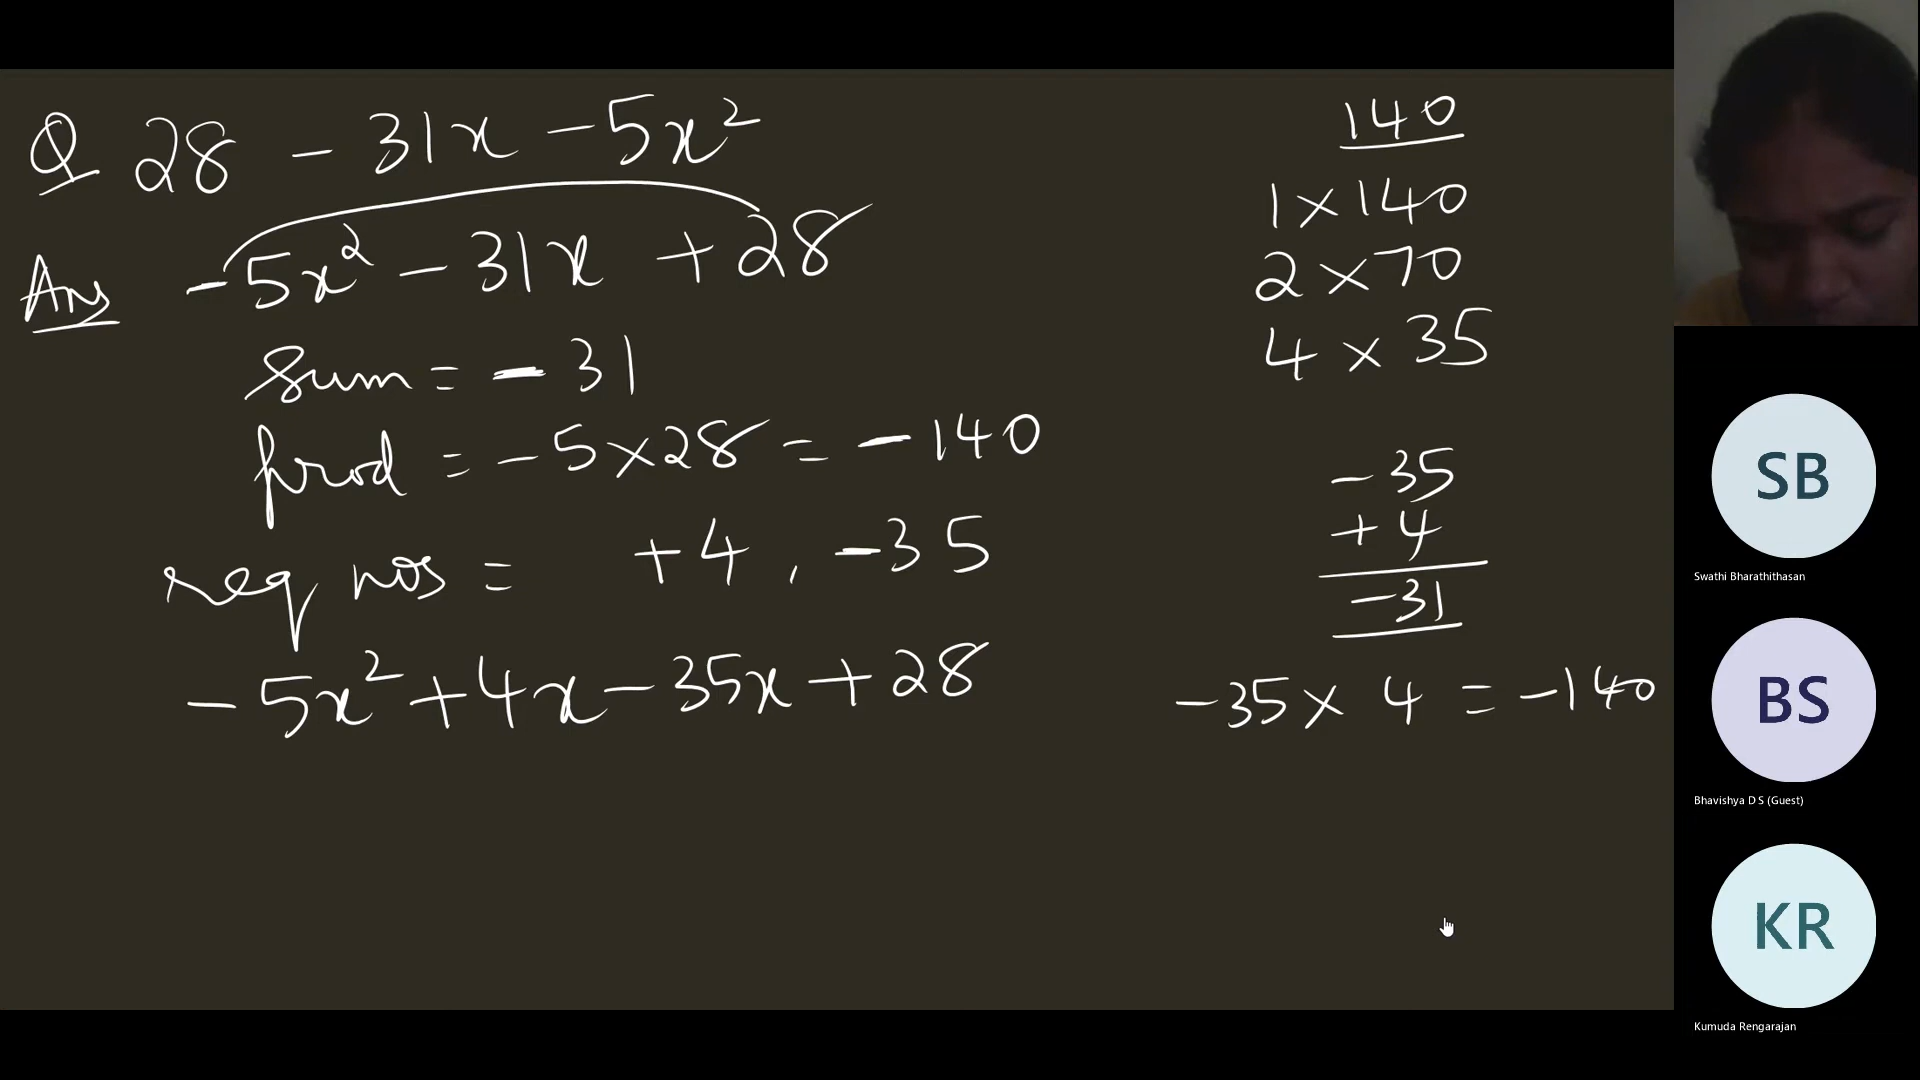 Q 28 - 31x - 5x²
Ans -5x² - 31x + 28
Sum = - 31
prod = - 5 × 28 = - 140
req nos = +4 , -35
- 5x² + 4x - 35x + 28
140
1 × 140
2 × 70
4 × 35
- 35
+ 4
- 31
- 35 × 4 = - 140
SB
Swathi Bharathithasan
BS
Bhavishya D S (Guest)
KR
Kumuda Rengarajan